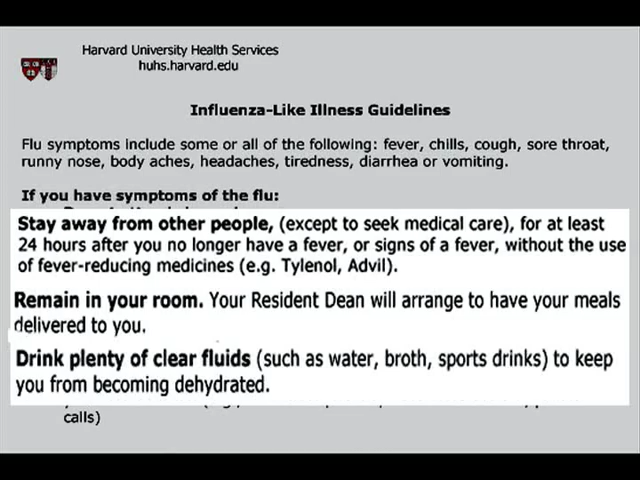 Harvard University Health Services
huhs.harvard.edu
Influenza-Like Illness Guidelines
Flu symptoms include some or all of the following: fever, chills, cough, sore throat,
runny nose, body aches, headaches, tiredness, diarrhea or vomiting.
If you have symptoms of the flu:
Stay away from other people, (except to seek medical care), for at least
24 hours after you no longer have a fever, or signs of a fever, without the use
of fever-reducing medicines (e.g. Tylenol, Advil).
Remain in your room. Your Resident Dean will arrange to have your meals
delivered to you.
Drink plenty of clear fluids (such as water, broth, sports drinks) to keep
you from becoming dehydrated.
calls)